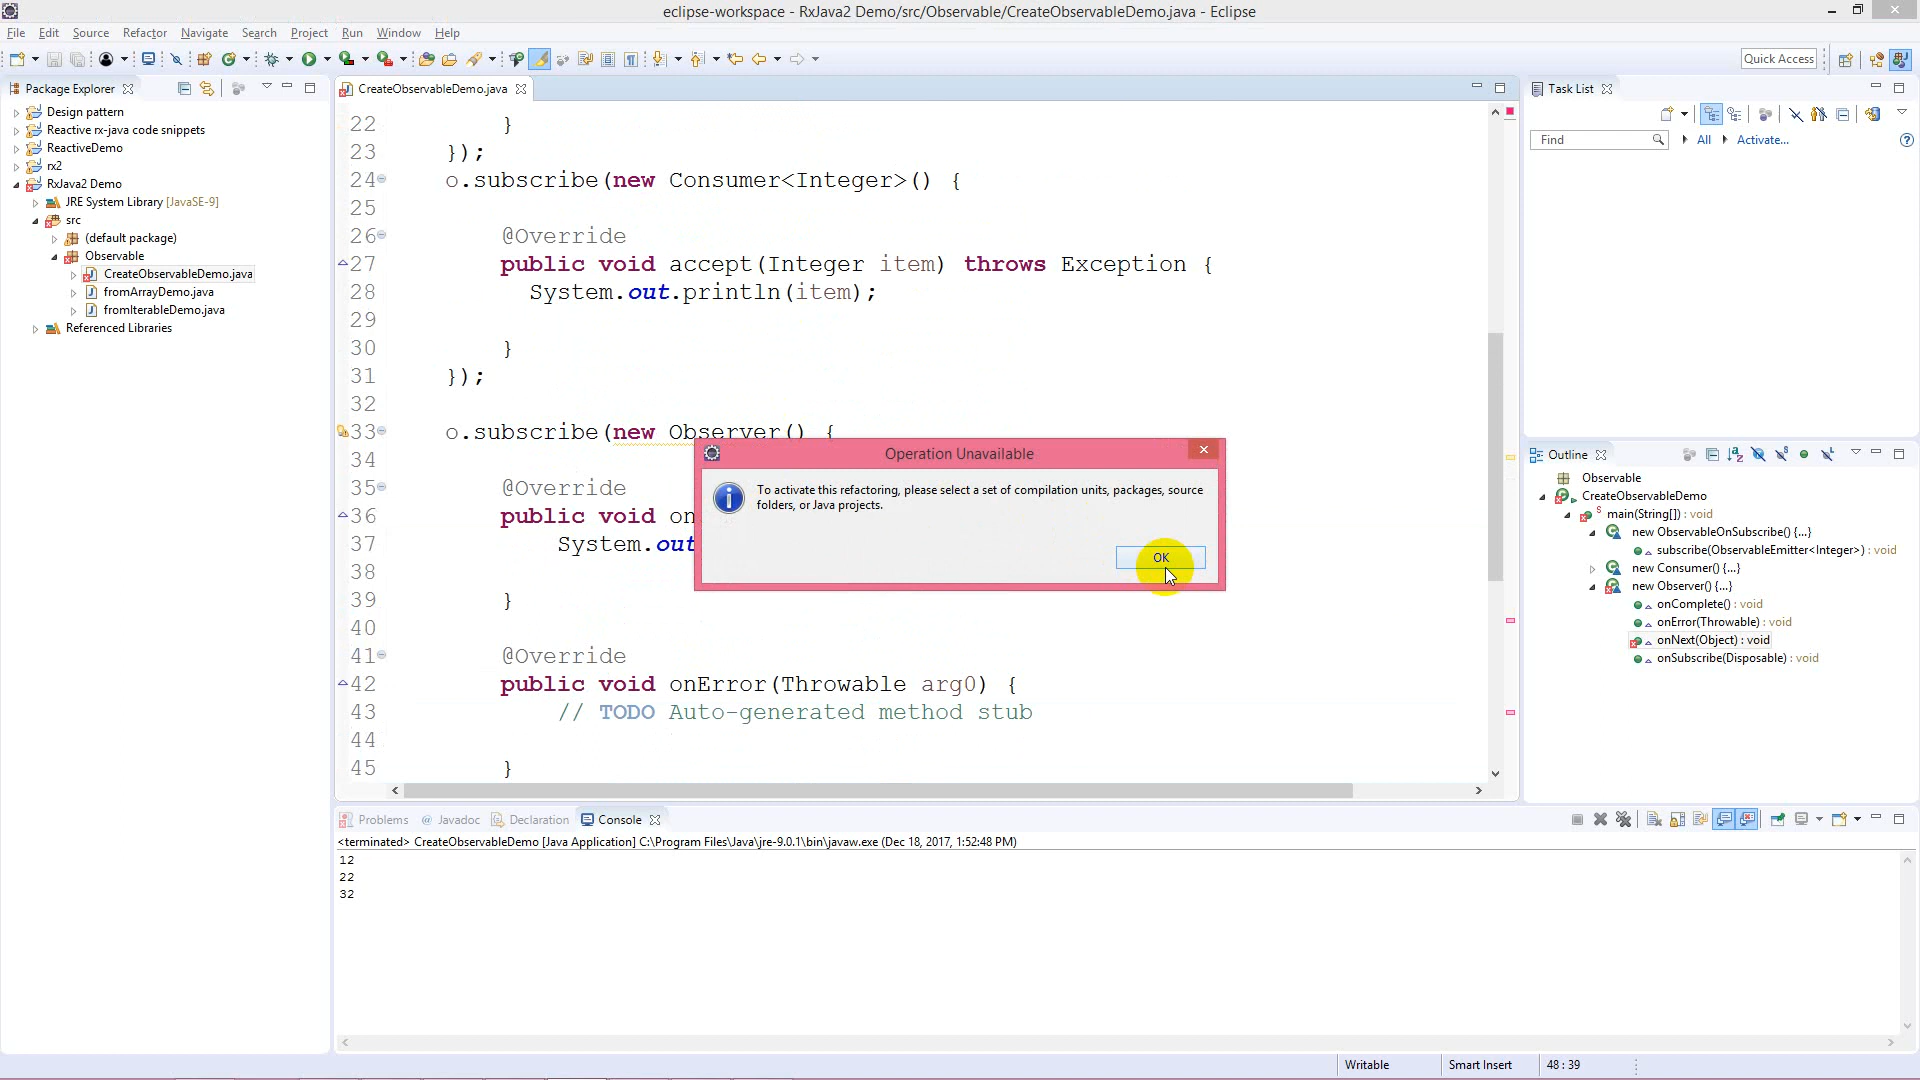 eclipse-workspace - RxJava2 Demo/src/Observable/CreateObservableDemo.java - Eclipse
File Edit Source Refactor Navigate Search Project Run Window Help
Quick Access
Package Explorer
Design pattern
Reactive rx-java code snippets
ReactiveDemo
rx2
RxJava2 Demo
JRE System Library [JavaSE-9]
src
(default package)
Observable
CreateObservableDemo.java
fromArrayDemo.java
fromIterableDemo.java
Referenced Libraries
CreateObservableDemo.java
22 }
23 });
24 o.subscribe(new Consumer<Integer>() {
25
26 @Override
27 public void accept(Integer item) throws Exception {
28 System.out.println(item);
29
30 }
31 });
32
33 o.subscribe(new Observer() {
34
35 @Override
36 public void on
37 System.out
38
39 }
40
41 @Override
42 public void onError(Throwable arg0) {
43 // TODO Auto-generated method stub
44
45 }
Operation Unavailable
To activate this refactoring, please select a set of compilation units, packages, source
folders, or Java projects.
OK
Task List
Find All Activate...
Outline
Observable
CreateObservableDemo
main(String[]) : void
new ObservableOnSubscribe() {...}
subscribe(ObservableEmitter<Integer>) : void
new Consumer() {...}
new Observer() {...}
onComplete() : void
onError(Throwable) : void
onNext(Object) : void
onSubscribe(Disposable) : void
Problems @ Javadoc Declaration Console
<terminated> CreateObservableDemo [Java Application] C:\Program Files\Java\jre-9.0.1\bin\javaw.exe (Dec 18, 2017, 1:52:48 PM)
12
22
32
Writable Smart Insert 48 : 39